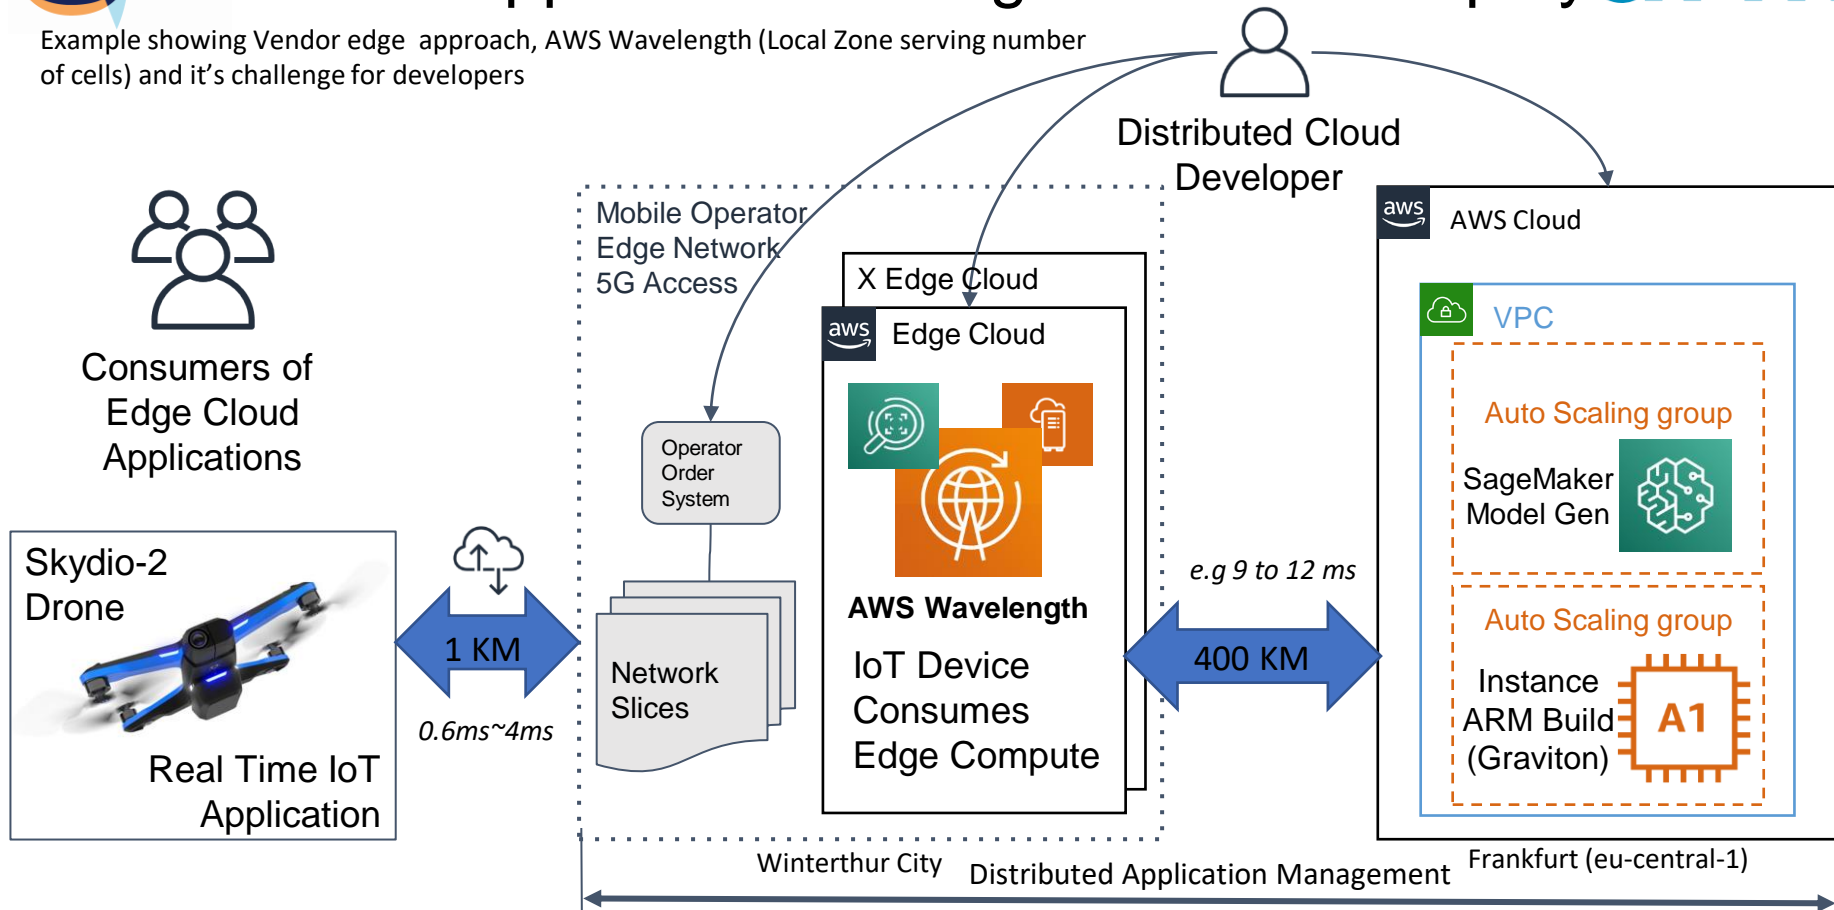 Example showing Vendor edge  approach, AWS Wavelength (Local Zone serving number
of cells) and it's challenge for developers
Distributed Cloud
Developer
Consumers of
Edge Cloud
Applications
Mobile Operator
Edge Network
5G Access
X Edge Cloud
aws
Edge Cloud
aws
AWS Cloud
VPC
Auto Scaling group
SageMaker
Model Gen
Operator
Order
System
Skydio-2
Drone
Real Time IoT
Application
1 KM
0.6ms~4ms
Network
Slices
AWS Wavelength
IoT Device
Consumes
Edge Compute
e.g 9 to 12 ms
400 KM
Auto Scaling group
Instance
ARM Build
(Graviton)
A1
Winterthur City
Frankfurt (eu-central-1)
Distributed Application Management